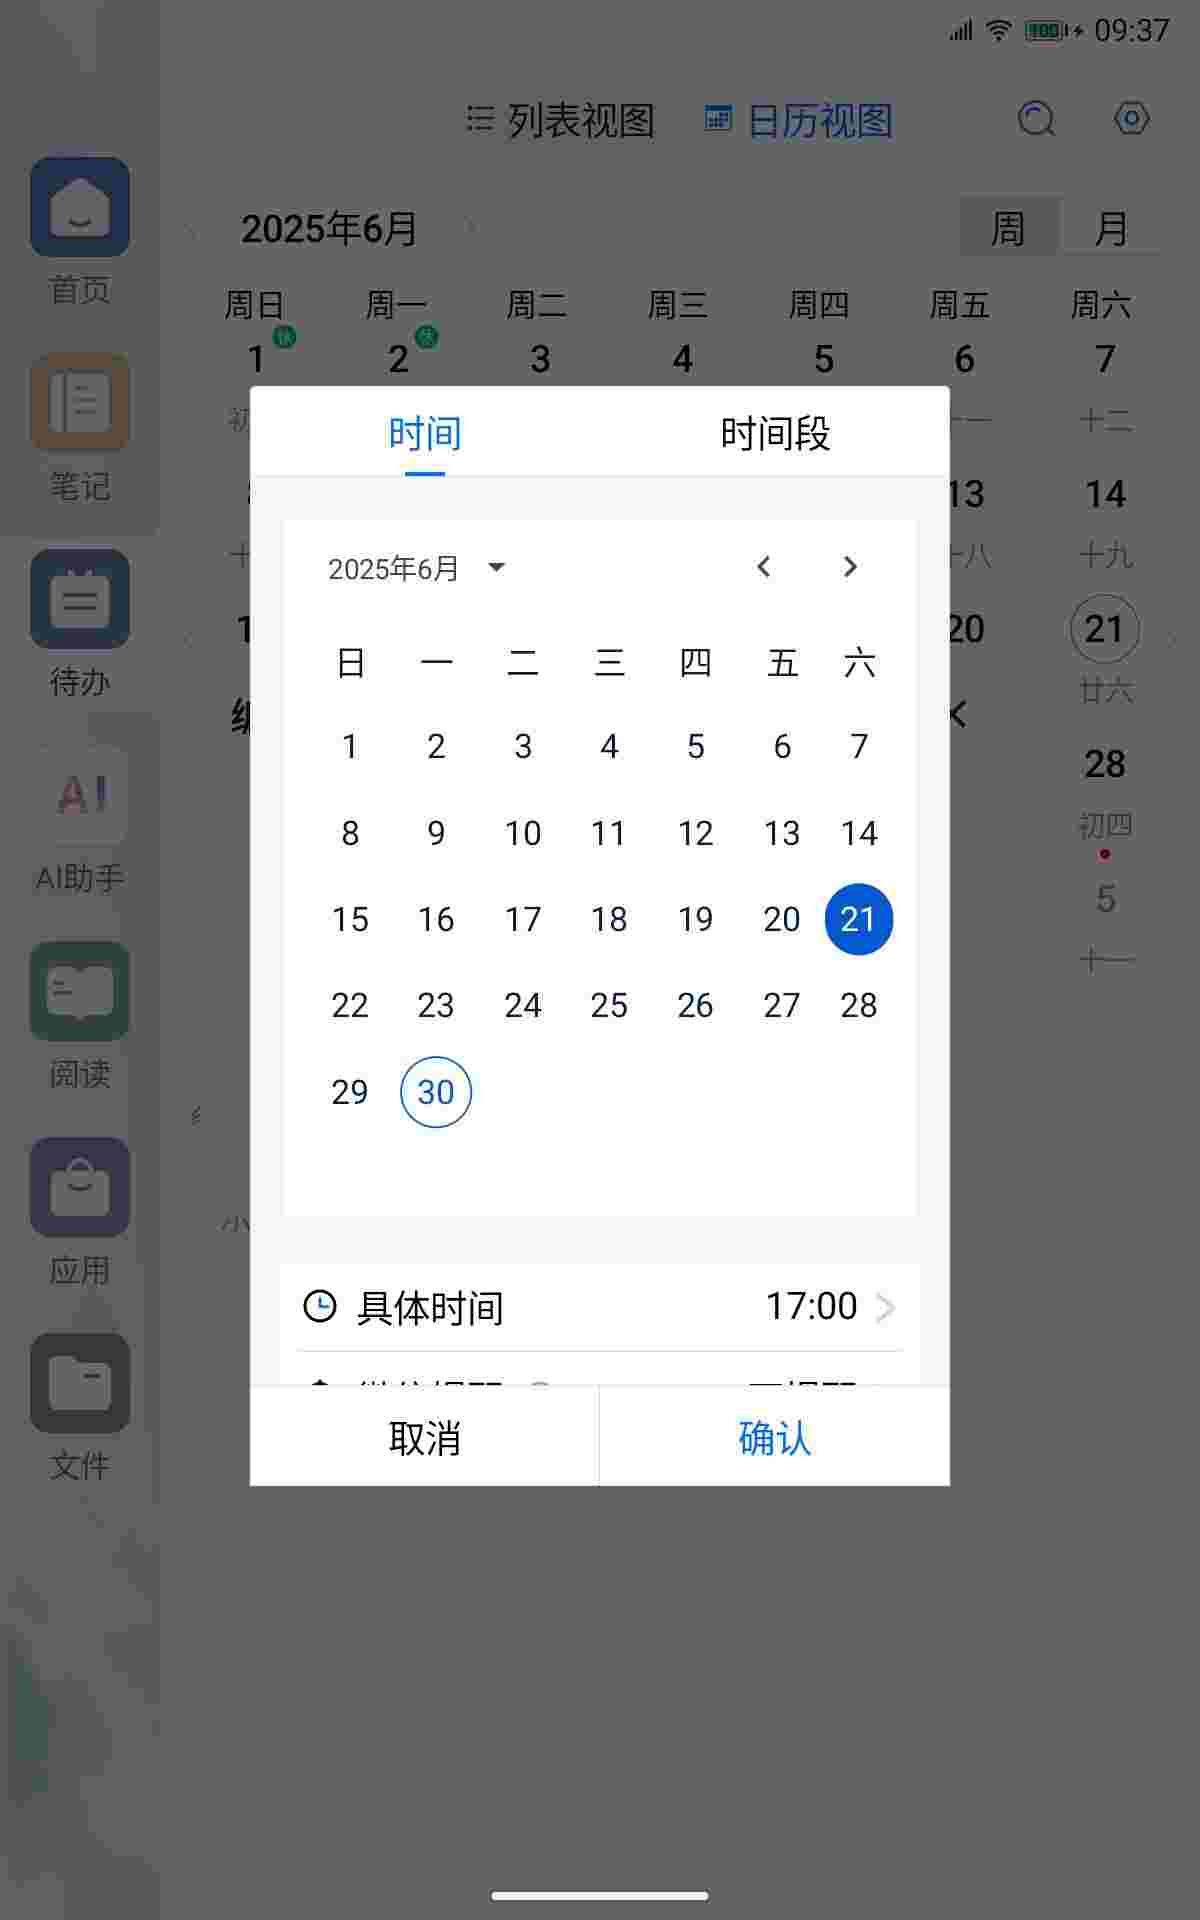 100 09:37
列表视图 日历视图
首页
笔记
待办
AI
AI助手
阅读
应用
文件
2025年6月 周 月
周日 周一 周二 周三 周四 周五 周六
1 休 2 休 3 4 5 6 7
十一 十二
13 14
十八 十九
20 21
廿六
28
初四
5
十一
时间 时间段
2025年6月
日 一 二 三 四 五 六
1 2 3 4 5 6 7
8 9 10 11 12 13 14
15 16 17 18 19 20 21
22 23 24 25 26 27 28
29 30
具体时间 17:00
取消 确认